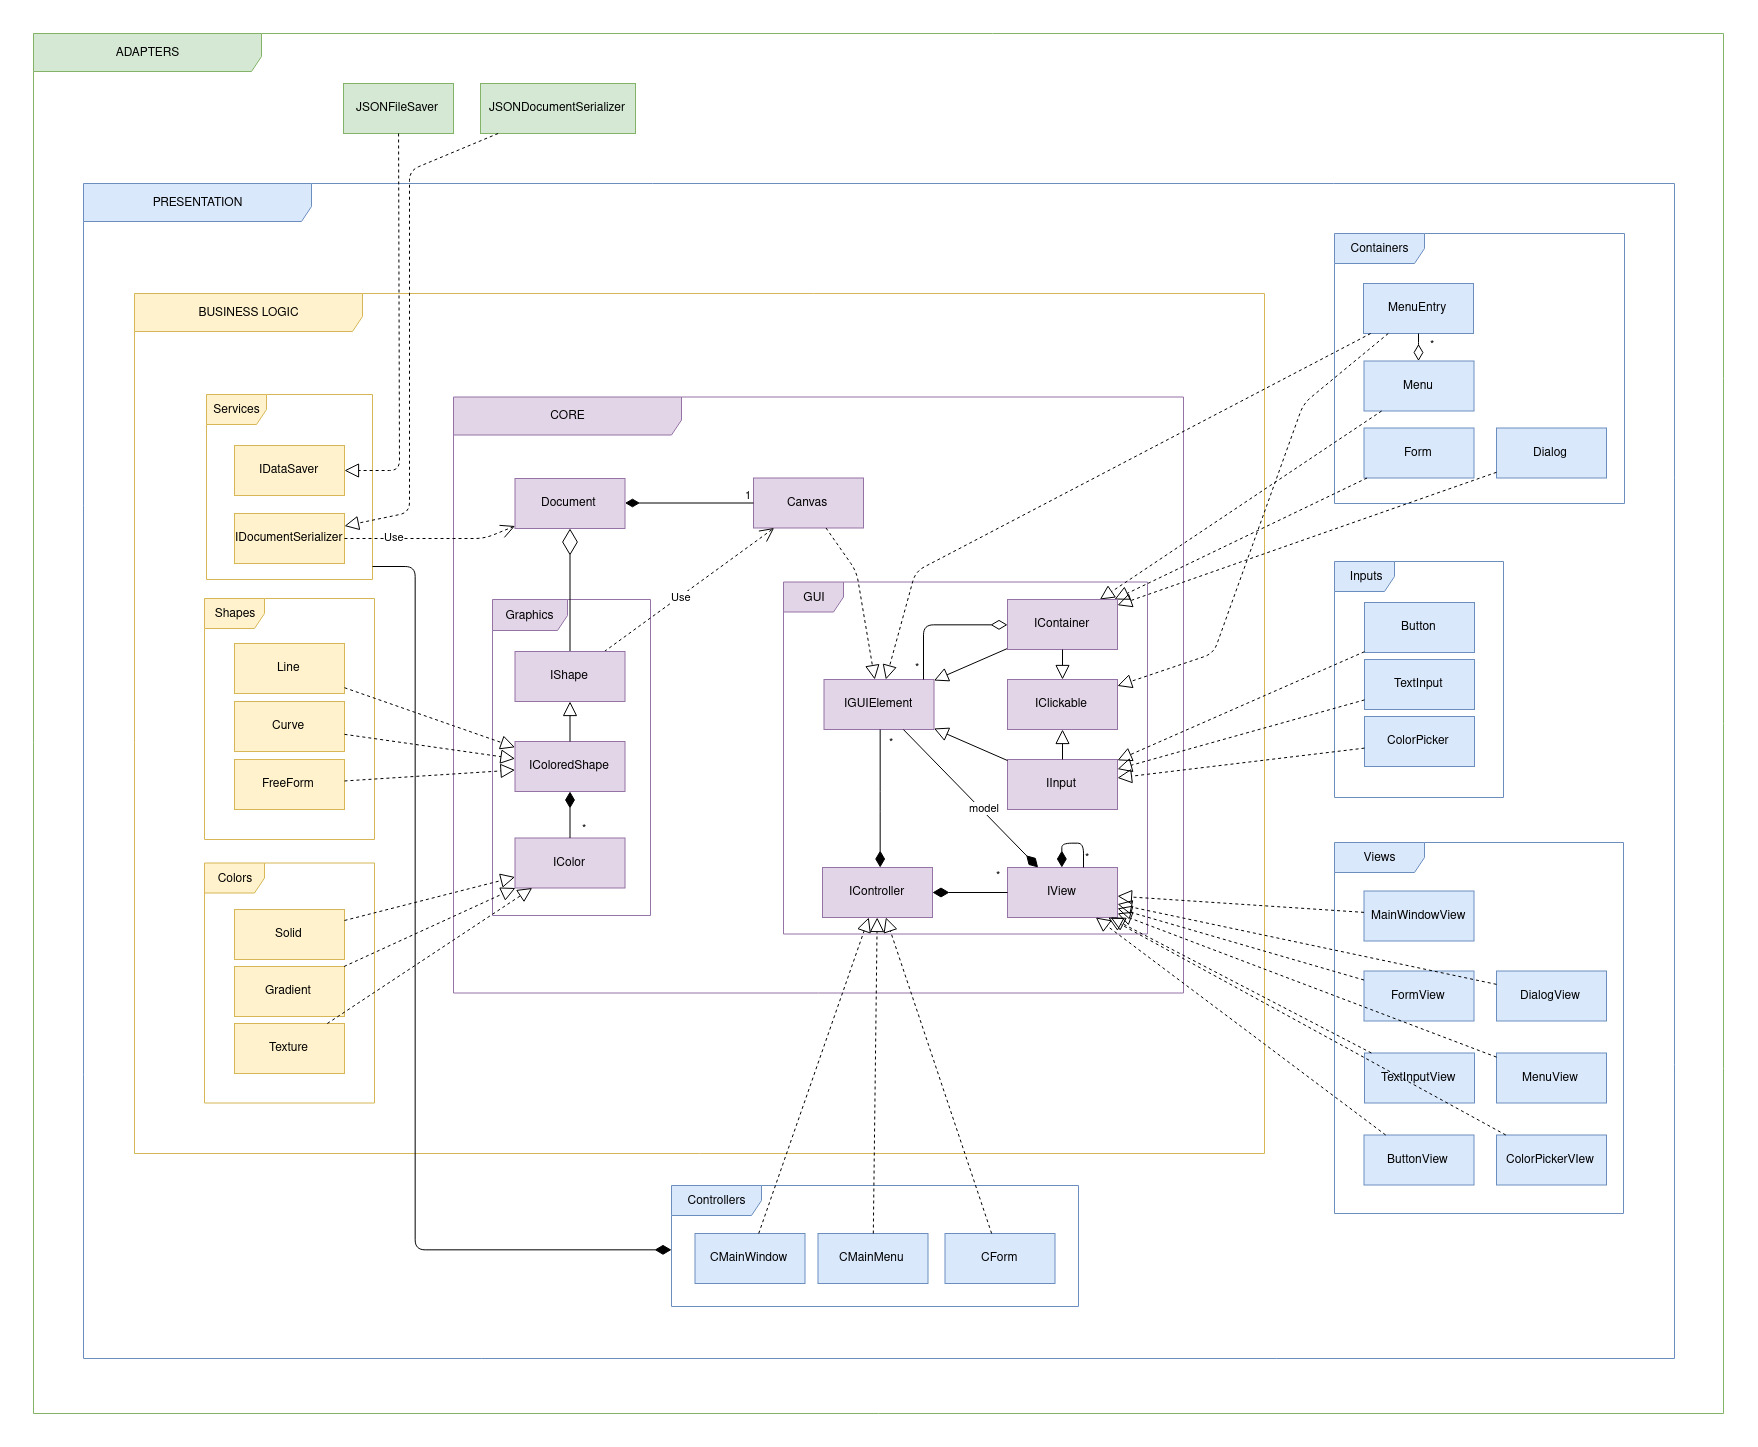 ADAPTERS
JSONFileSaver
JSONDocumentSerializer
PRESENTATION
Containers
MenuEntry
*
Menu
Form
Dialog
BUSINESS LOGIC
Services
IDataSaver
IDocumentSerializer
Use
CORE
Document
1
Canvas
Use
Graphics
IShape
IColoredShape
*
IColor
GUI
IContainer
*
IGUIElement
IClickable
*
IInput
model
*
*
IController
IView
Shapes
Line
Curve
FreeForm
Colors
Solid
Gradient
Texture
Inputs
Button
TextInput
ColorPicker
Views
MainWindowView
FormView
DialogView
TextInputView
MenuView
ButtonView
ColorPickerVIew
Controllers
CMainWindow
CMainMenu
CForm